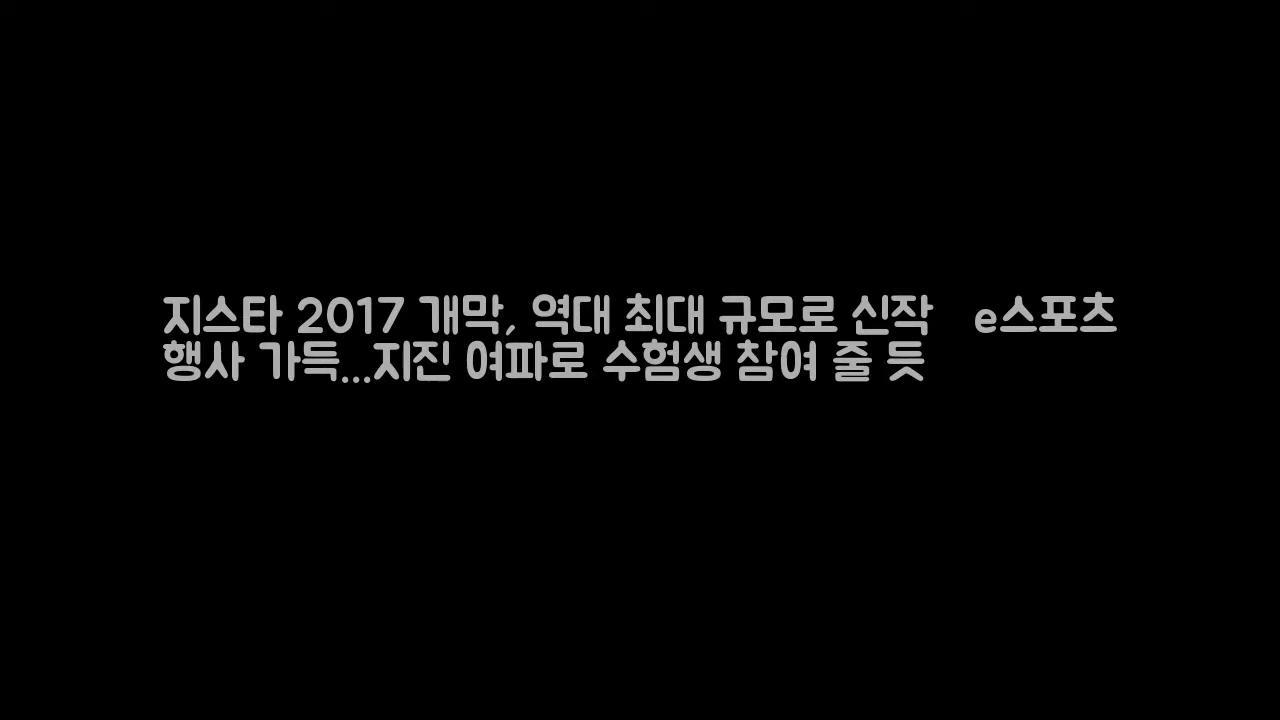 지스타 2017 개막, 역대 최대 규모로 신작 e스포츠
행사 가득...지진 여파로 수험생 참여 줄 듯